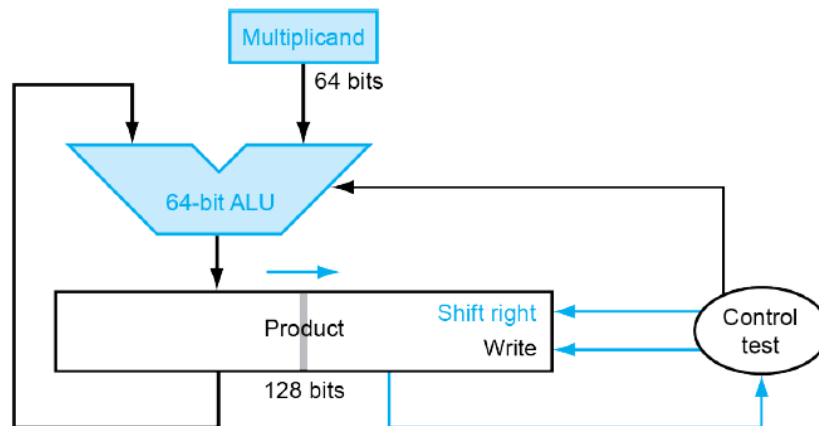 Multiplicand
64 bits
64-bit ALU
Product
Shift right
Write
128 bits
Control
test